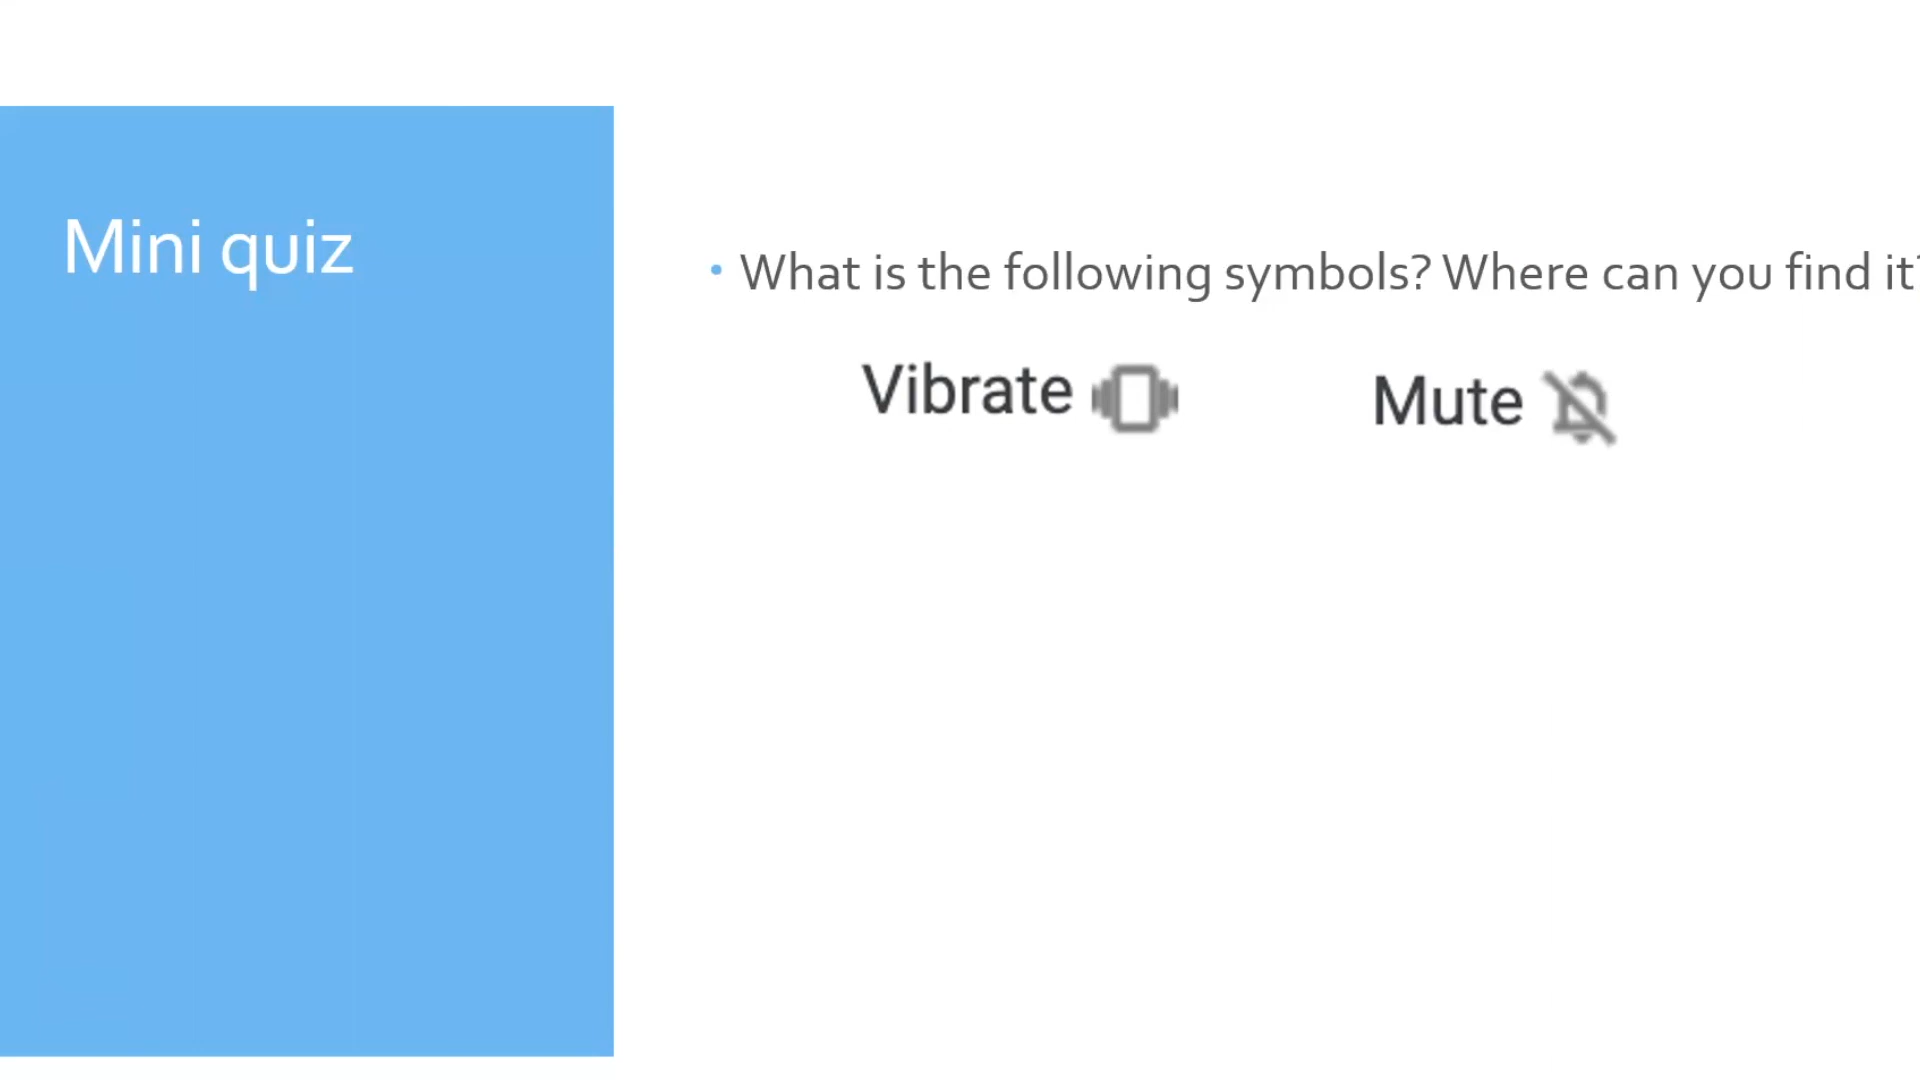 Mini quiz
• What is the following symbols? Where can you find it?
Vibrate
Mute